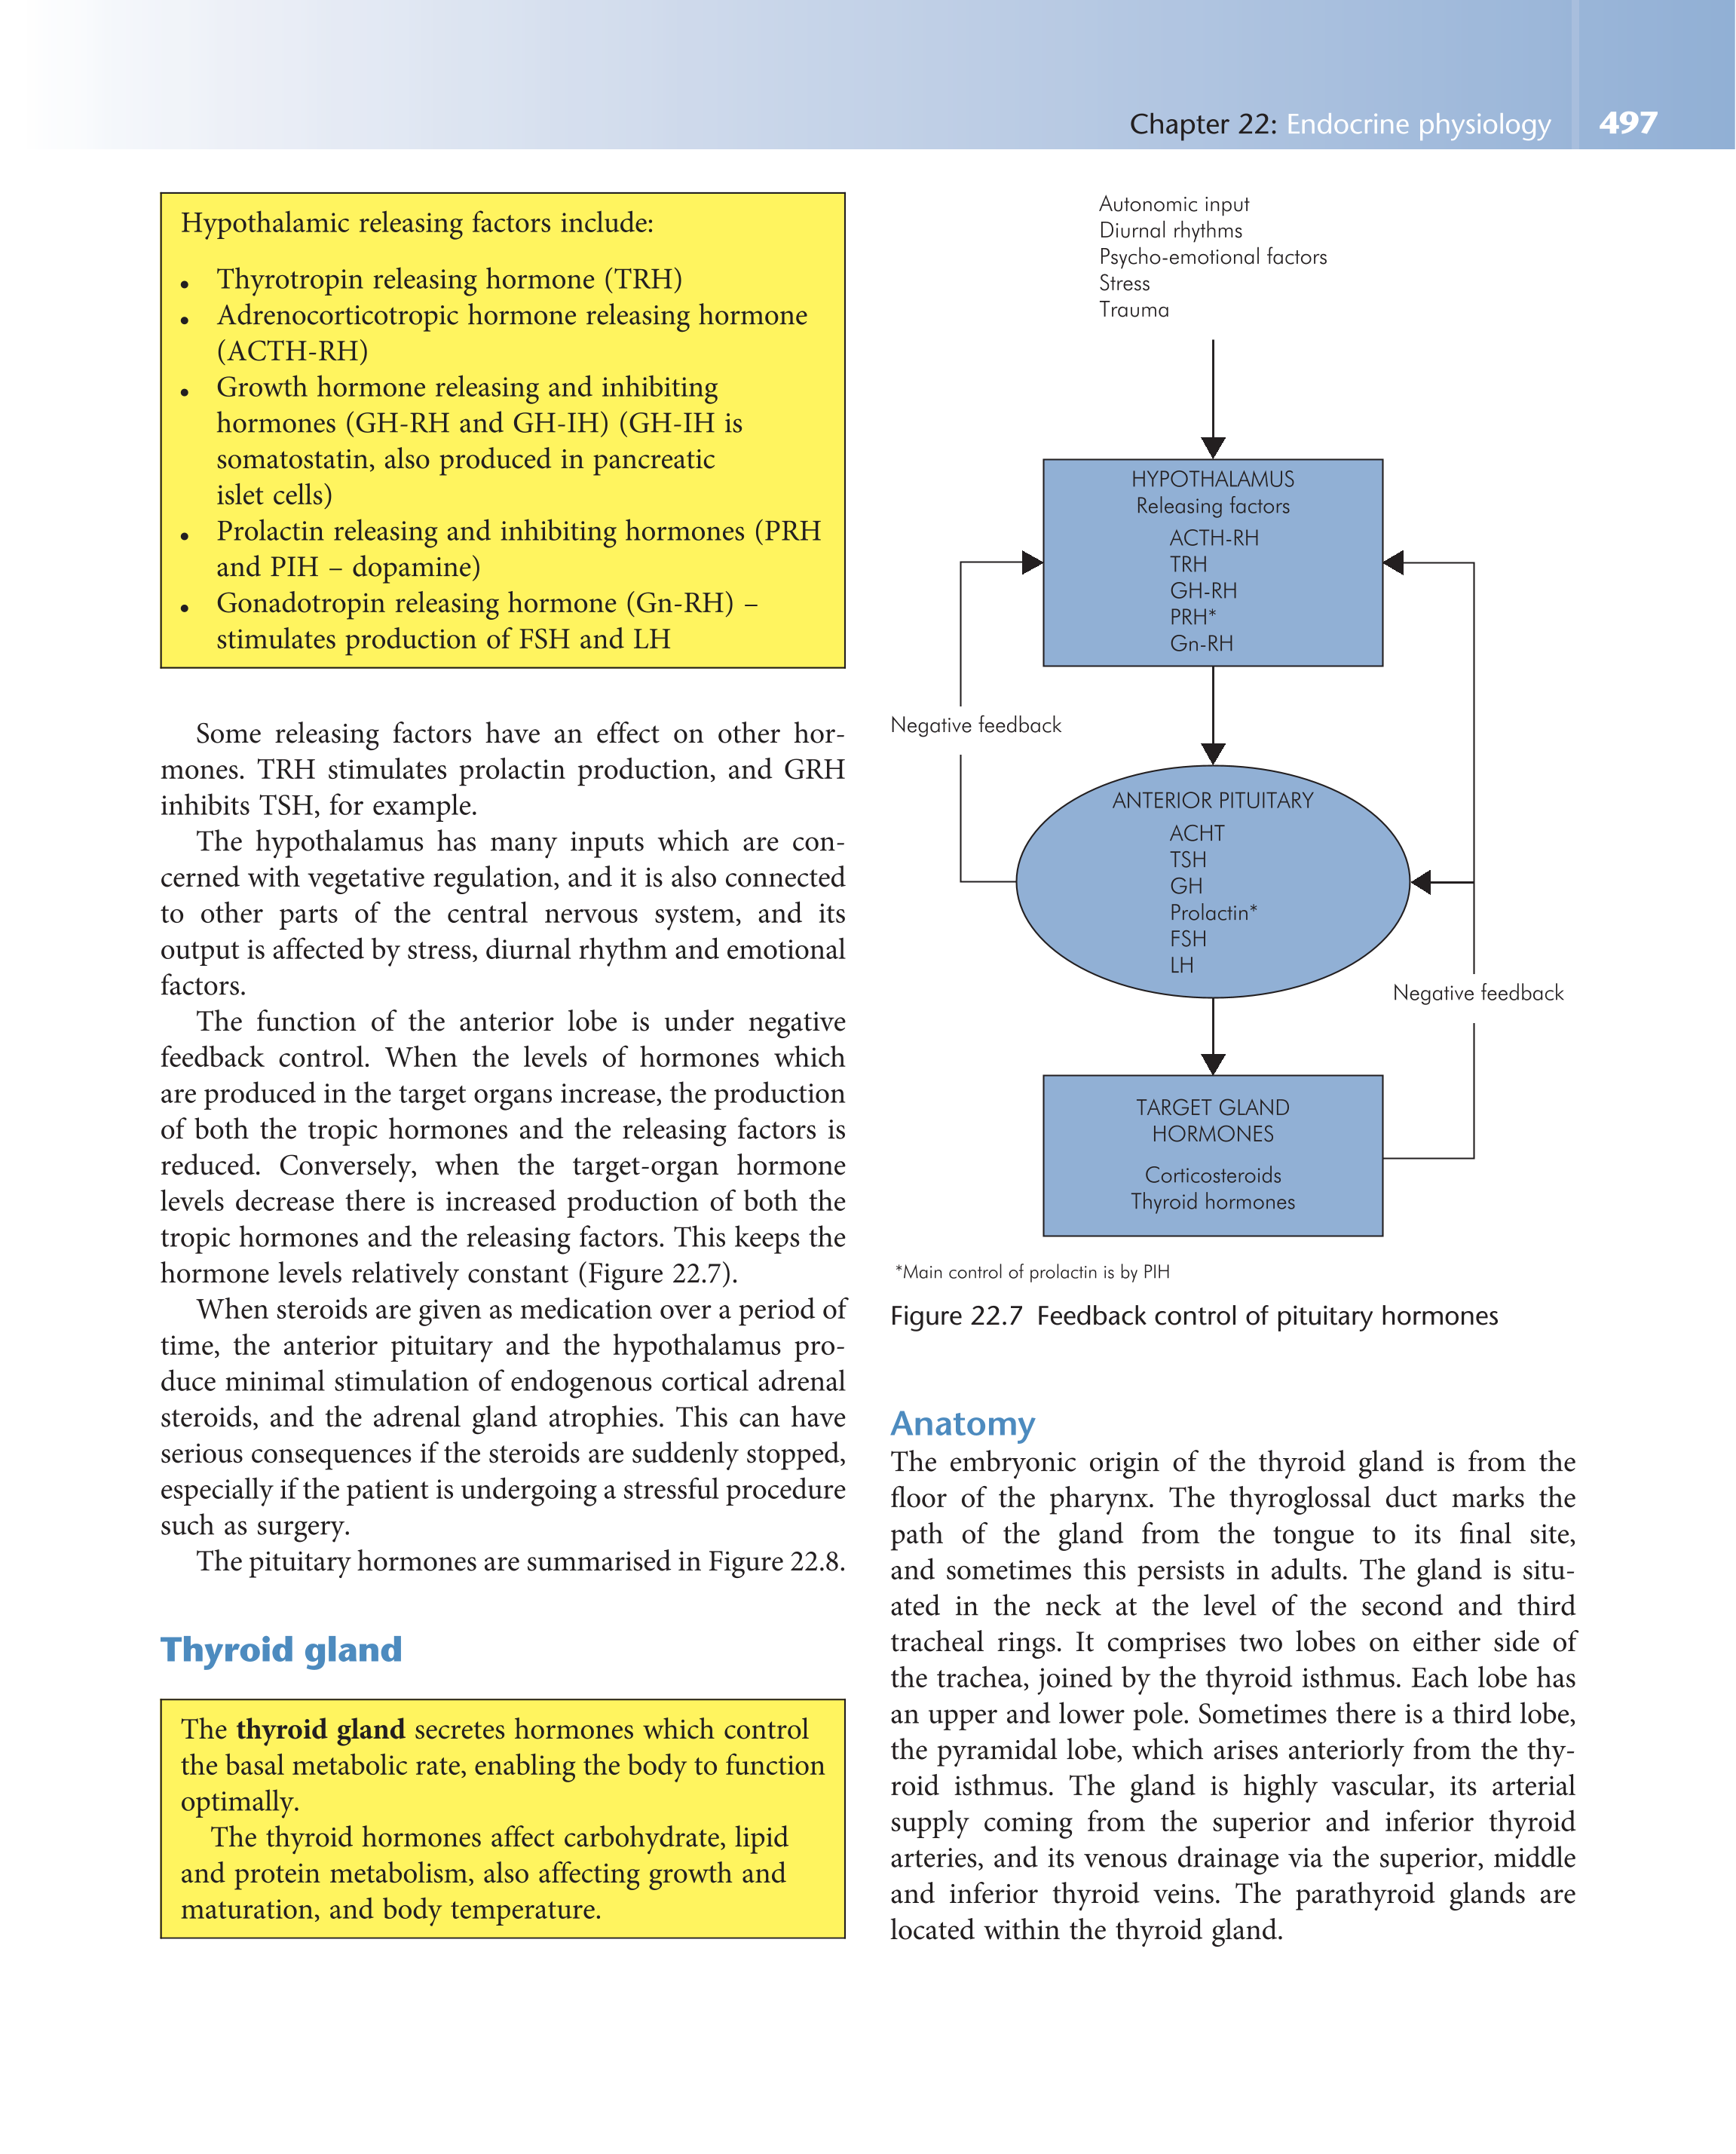 Chapter 22: Endocrine physiology 497
Hypothalamic releasing factors include:
• Thyrotropin releasing hormone (TRH)
• Adrenocorticotropic hormone releasing hormone
(ACTH-RH)
• Growth hormone releasing and inhibiting
hormones (GH-RH and GH-IH) (GH-IH is
somatostatin, also produced in pancreatic
islet cells)
• Prolactin releasing and inhibiting hormones (PRH
and PIH – dopamine)
• Gonadotropin releasing hormone (Gn-RH) –
stimulates production of FSH and LH
Some releasing factors have an effect on other hor-
mones. TRH stimulates prolactin production, and GRH
inhibits TSH, for example.
The hypothalamus has many inputs which are con-
cerned with vegetative regulation, and it is also connected
to other parts of the central nervous system, and its
output is affected by stress, diurnal rhythm and emotional
factors.
The function of the anterior lobe is under negative
feedback control. When the levels of hormones which
are produced in the target organs increase, the production
of both the tropic hormones and the releasing factors is
reduced. Conversely, when the target-organ hormone
levels decrease there is increased production of both the
tropic hormones and the releasing factors. This keeps the
hormone levels relatively constant (Figure 22.7).
When steroids are given as medication over a period of
time, the anterior pituitary and the hypothalamus pro-
duce minimal stimulation of endogenous cortical adrenal
steroids, and the adrenal gland atrophies. This can have
serious consequences if the steroids are suddenly stopped,
especially if the patient is undergoing a stressful procedure
such as surgery.
The pituitary hormones are summarised in Figure 22.8.
Thyroid gland
The thyroid gland secretes hormones which control
the basal metabolic rate, enabling the body to function
optimally.
The thyroid hormones affect carbohydrate, lipid
and protein metabolism, also affecting growth and
maturation, and body temperature.
Autonomic input
Diurnal rhythms
Psycho-emotional factors
Stress
Trauma
HYPOTHALAMUS
Releasing factors
ACTH-RH
TRH
GH-RH
PRH*
Gn-RH
Negative feedback
ANTERIOR PITUITARY
ACHT
TSH
GH
Prolactin*
FSH
LH
Negative feedback
TARGET GLAND
HORMONES
Corticosteroids
Thyroid hormones
*Main control of prolactin is by PIH
Figure 22.7 Feedback control of pituitary hormones
Anatomy
The embryonic origin of the thyroid gland is from the
floor of the pharynx. The thyroglossal duct marks the
path of the gland from the tongue to its final site,
and sometimes this persists in adults. The gland is situ-
ated in the neck at the level of the second and third
tracheal rings. It comprises two lobes on either side of
the trachea, joined by the thyroid isthmus. Each lobe has
an upper and lower pole. Sometimes there is a third lobe,
the pyramidal lobe, which arises anteriorly from the thy-
roid isthmus. The gland is highly vascular, its arterial
supply coming from the superior and inferior thyroid
arteries, and its venous drainage via the superior, middle
and inferior thyroid veins. The parathyroid glands are
located within the thyroid gland.